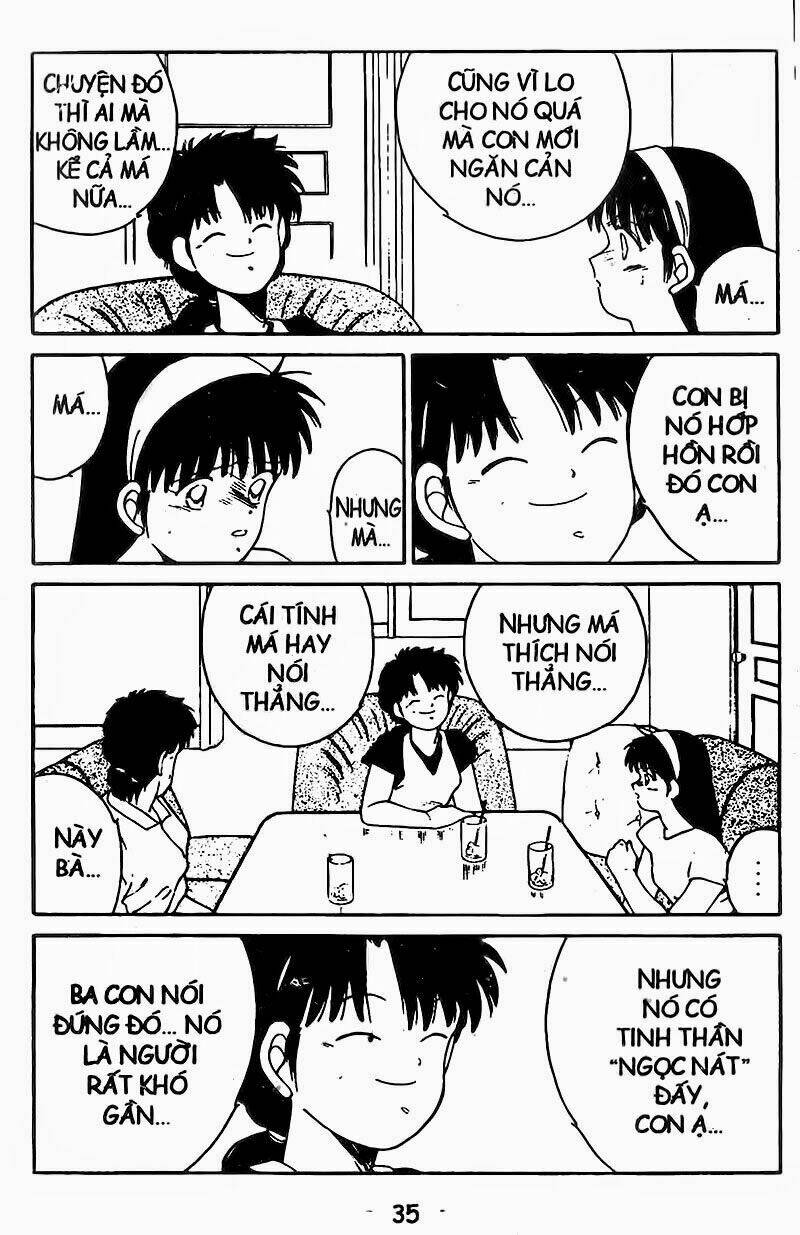 CHUYỆN ĐÓ
THÌ AI MÀ
KHÔNG LẦM...
KỂ CẢ MÁ
NỮA...
CŨNG VÌ LO
CHO NÓ QUÁ
MÀ CON MỚI
NGĂN CẢN
NÓ...
MÁ...
MÁ...
NHƯNG
MÀ...
CON BỊ
NÓ HỚP
HỒN RỒI
ĐÓ CON
Ạ...
CÁI TÍNH
MÁ HAY
NÓI
THẲNG...
NÀY
BÀ...
NHƯNG MÁ
THÍCH NÓI
THẲNG...
....
BA CON NÓI
ĐÚNG ĐÓ... NÓ
LÀ NGƯỜI
RẤT KHÓ
GẦN...
NHƯNG
NÓ CÓ
TINH THẦN
“NGỌC NÁT”
ĐẤY,
CON Ạ...
- 35 -